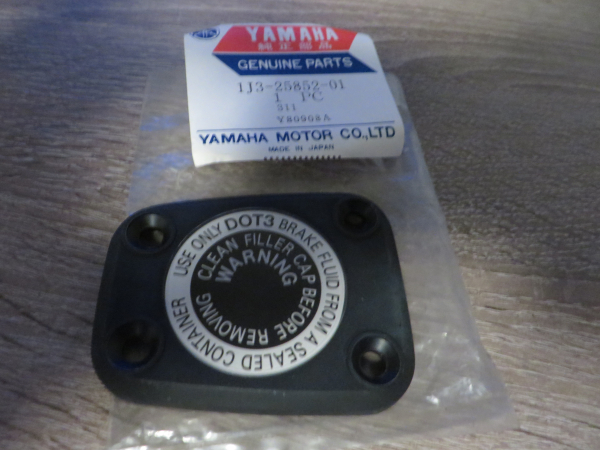 YAMAHA
純正部品
GENUINE PARTS
1J3-25852-01
1 PC
311
Y80908A
YAMAHA MOTOR CO.,LTD
MADE IN JAPAN
USE ONLY DOT3 BRAKE FLUID FROM A SEALED CONTAINER
CLEAN FILLER CAP BEFORE REMOVING
WARNING